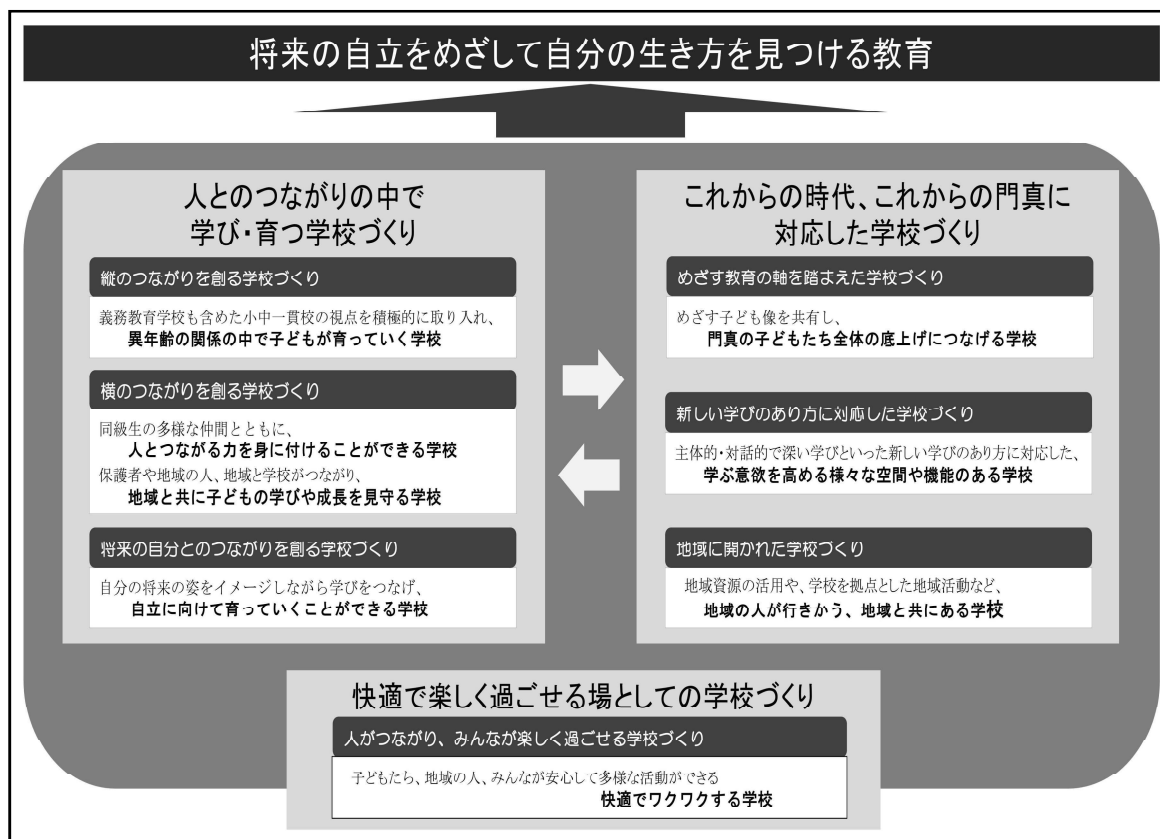 将来の自立をめざして自分の生き方を見つける教育
人とのつながりの中で
学び・育つ学校づくり
縦のつながりを創る学校づくり
義務教育学校も含めた小中一貫校の視点を積極的に取り入れ、
異年齢の関係の中で子どもが育っていく学校
横のつながりを創る学校づくり
同級生の多様な仲間とともに、
人とつながる力を身に付けることができる学校
保護者や地域の人、地域と学校がつながり、
地域と共に子どもの学びや成長を見守る学校
将来の自分とのつながりを創る学校づくり
自分の将来の姿をイメージしながら学びをつなげ、
自立に向けて育っていくことができる学校
これからの時代、これからの門真に
対応した学校づくり
めざす教育の軸を踏まえた学校づくり
めざす子ども像を共有し、
門真の子どもたち全体の底上げにつなげる学校
新しい学びのあり方に対応した学校づくり
主体的・対話的で深い学びといった新しい学びのあり方に対応した、
学ぶ意欲を高める様々な空間や機能のある学校
地域に開かれた学校づくり
地域資源の活用や、学校を拠点とした地域活動など、
地域の人が行きかう、地域と共にある学校
快適で楽しく過ごせる場としての学校づくり
人がつながり、みんなが楽しく過ごせる学校づくり
子どもたち、地域の人、みんなが安心して多様な活動ができる
快適でワクワクする学校